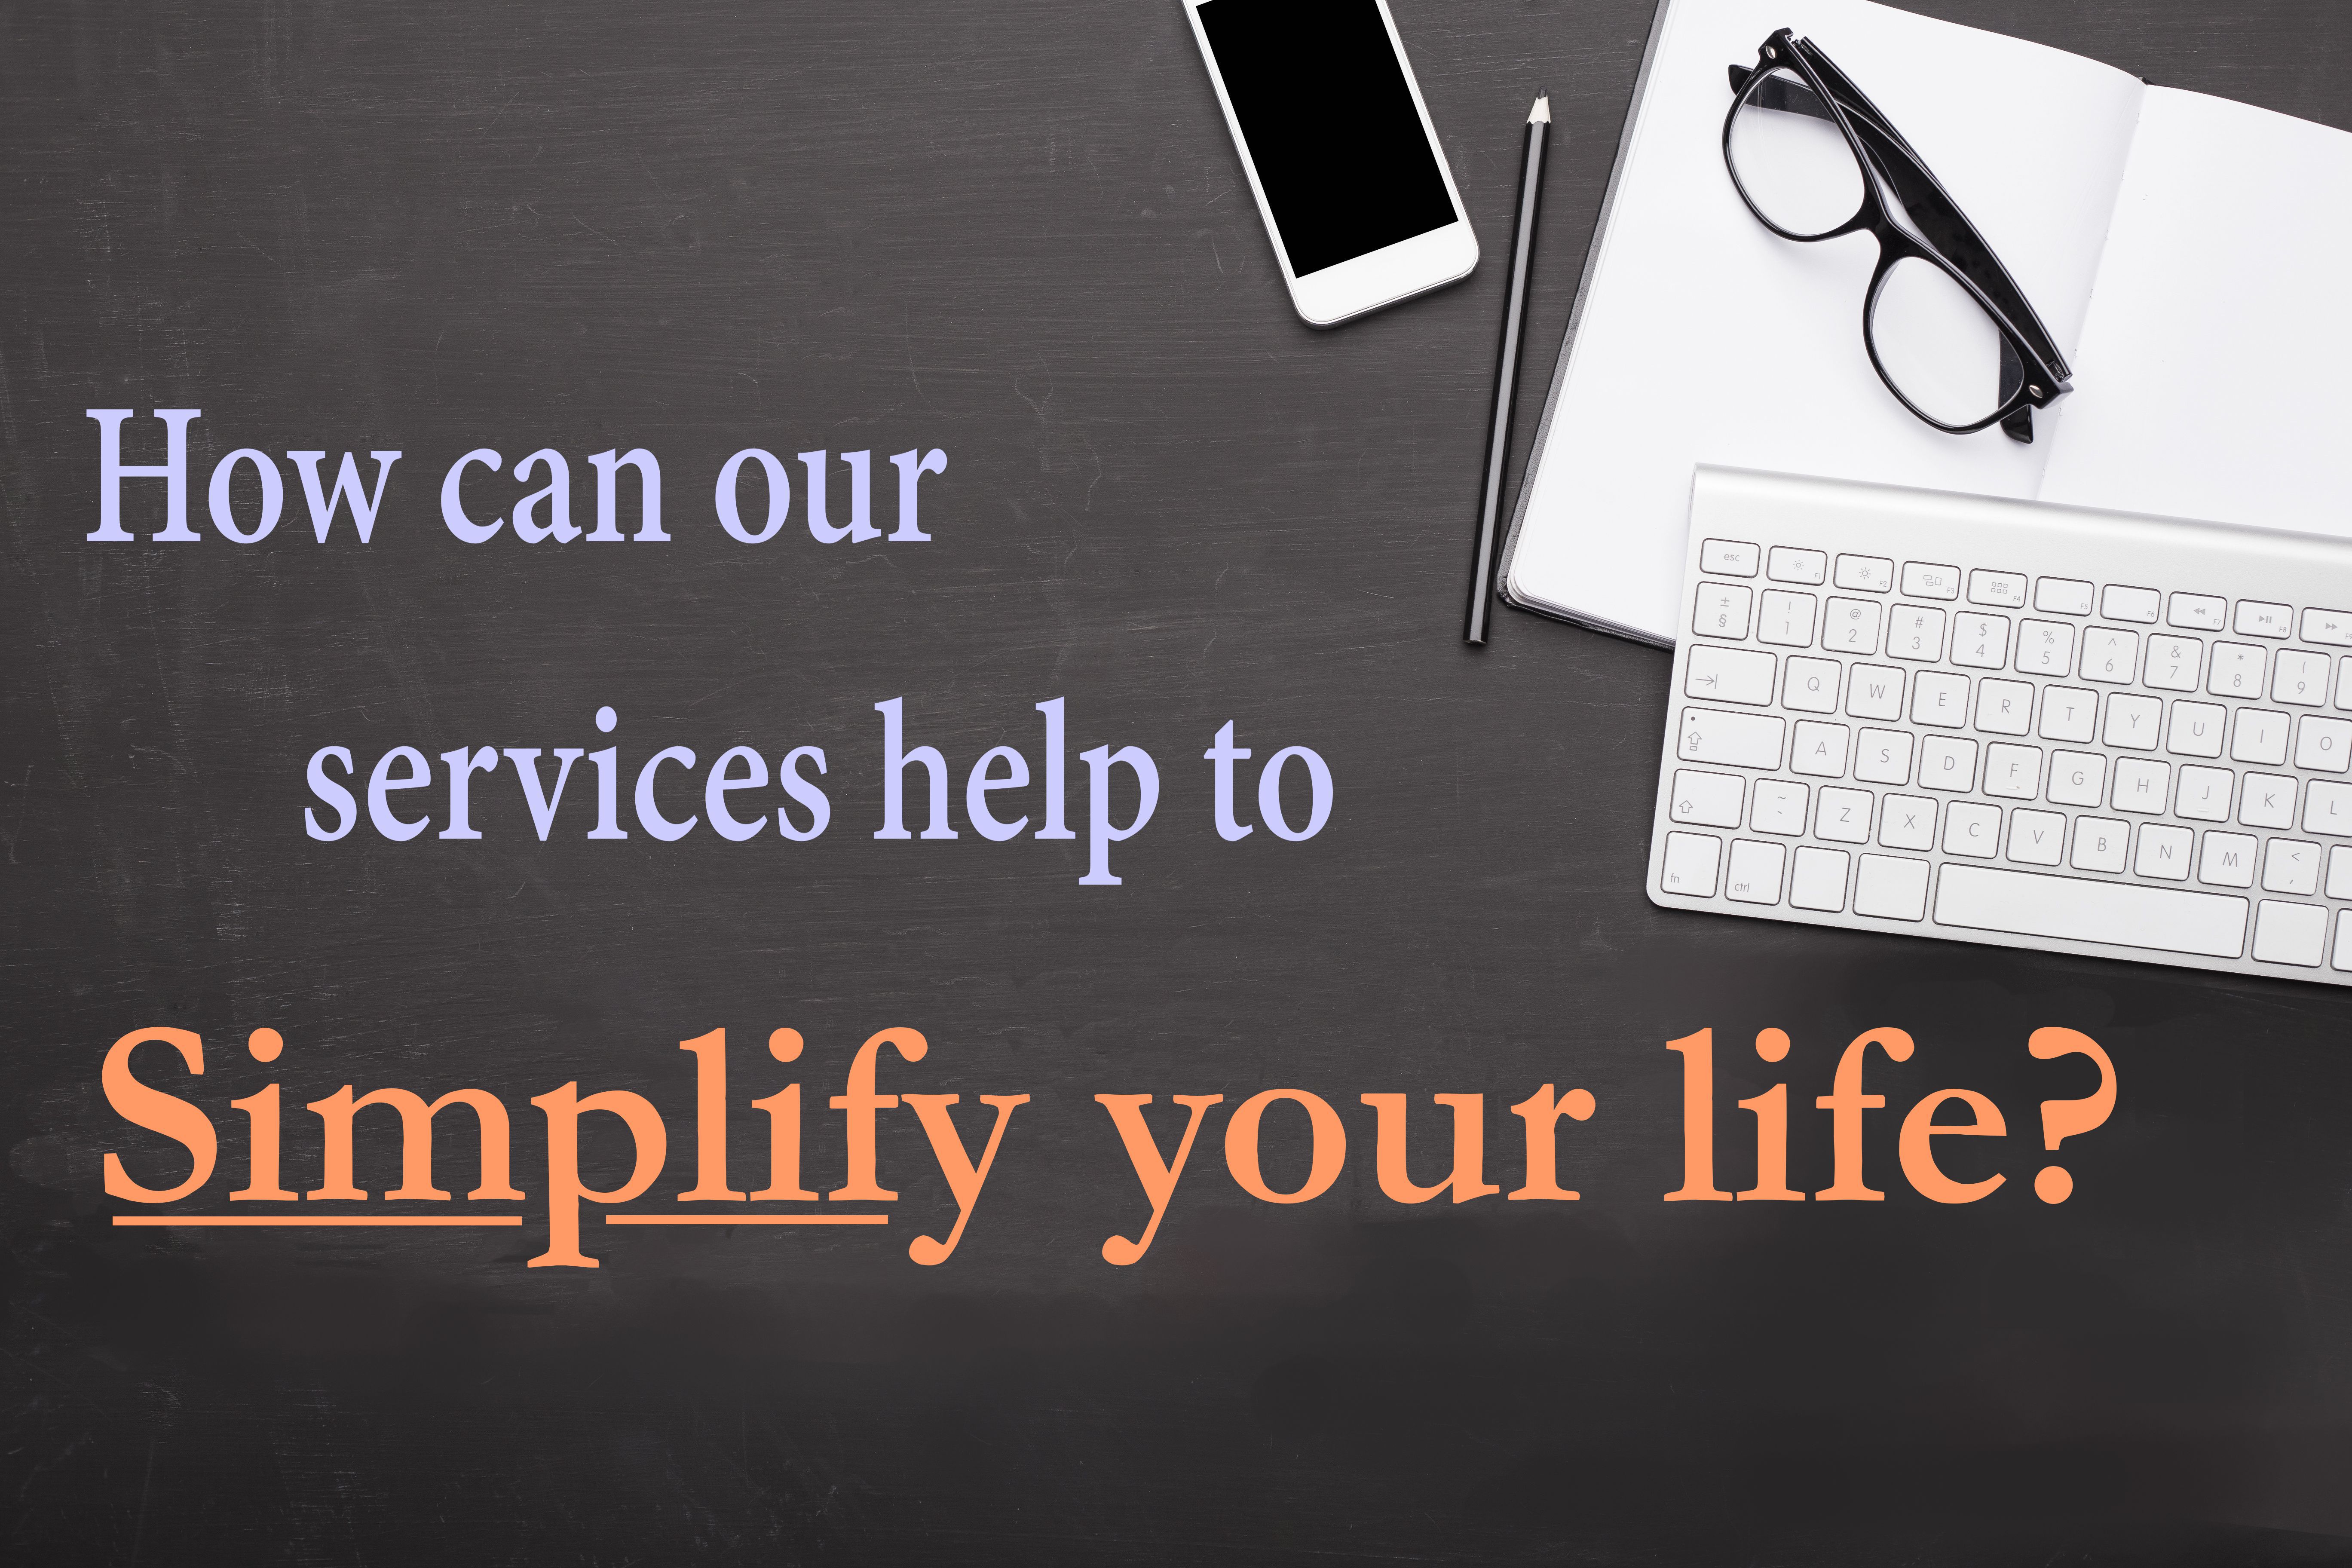 How can our
services help to
Simplify your life?
esc F1 F2 F3 F4 F5 F6 F7 F8
± ! @ # $ % ^ & * (
§ 1 2 3 4 5 6 7 8 9
Q W E R T Y U I O
A S D F G H J K L
~ Z X C V B N M <
fn ctrl